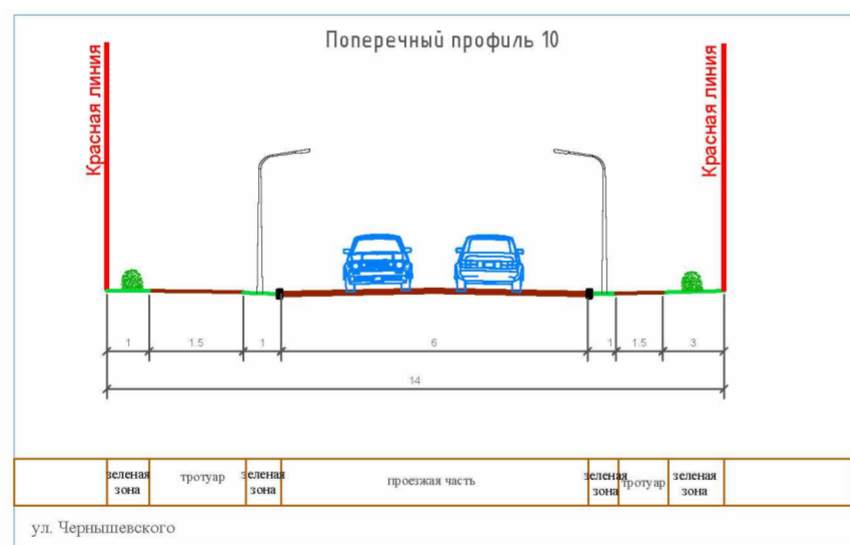 Поперечный профиль 10
Красная линия
Красная линия
1
1.5
1
6
1
1.5
3
14
зеленая
зона
тротуар
зеленая
зона
проезжая часть
зеленая
зона
тротуар
зеленая
зона
ул. Чернышевского